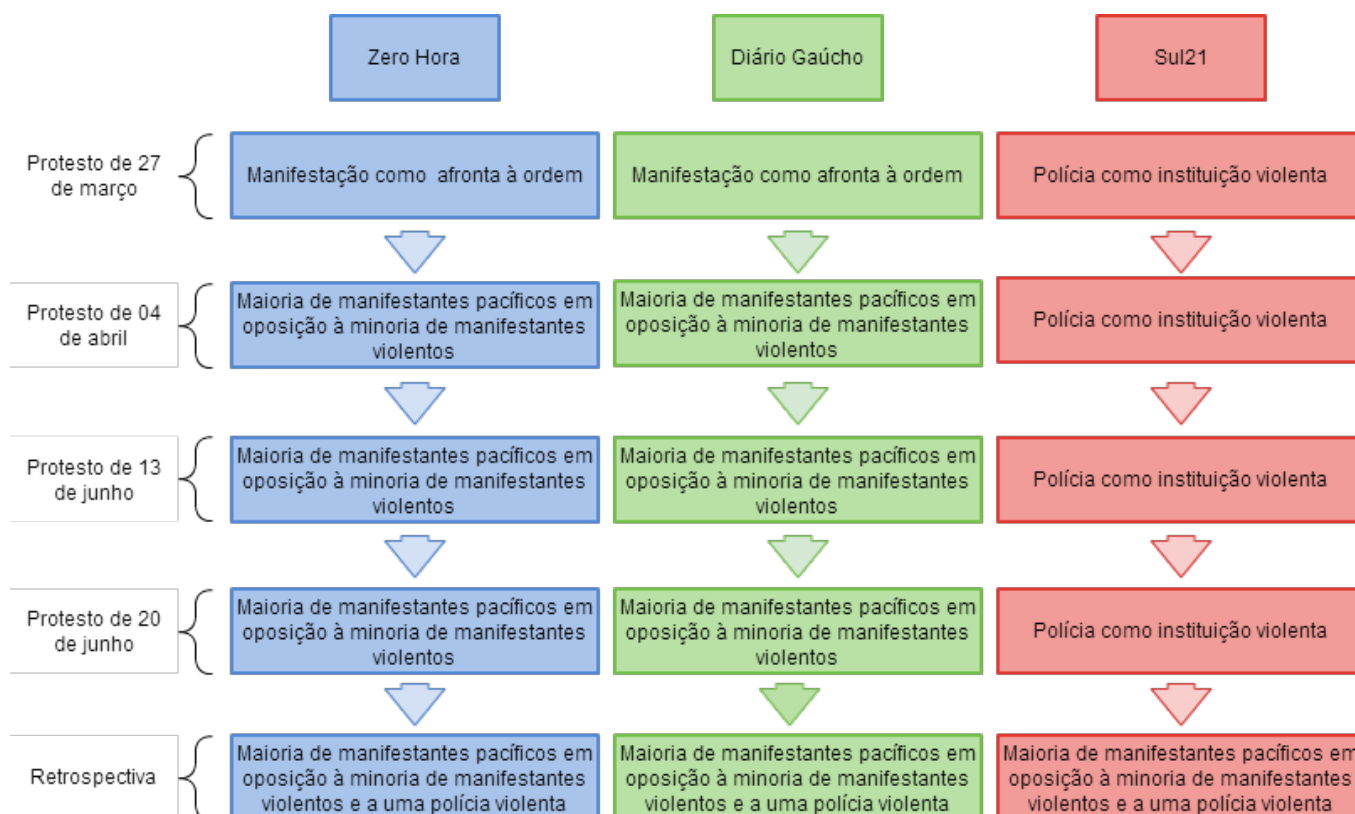 Zero Hora
Diário Gaúcho
Sul21
Protesto de 27
de março
Manifestação como afronta à ordem
Manifestação como afronta à ordem
Polícia como instituição violenta
Protesto de 04
de abril
Maioria de manifestantes pacíficos em
oposição à minoria de manifestantes
violentos
Maioria de manifestantes pacíficos em
oposição à minoria de manifestantes
violentos
Polícia como instituição violenta
Protesto de 13
de junho
Maioria de manifestantes pacíficos em
oposição à minoria de manifestantes
violentos
Maioria de manifestantes pacíficos em
oposição à minoria de manifestantes
violentos
Polícia como instituição violenta
Protesto de 20
de junho
Maioria de manifestantes pacíficos em
oposição à minoria de manifestantes
violentos
Maioria de manifestantes pacíficos em
oposição à minoria de manifestantes
violentos
Polícia como instituição violenta
Retrospectiva
Maioria de manifestantes pacíficos em
oposição à minoria de manifestantes
violentos e a uma polícia violenta
Maioria de manifestantes pacíficos em
oposição à minoria de manifestantes
violentos e a uma polícia violenta
Maioria de manifestantes pacíficos em
oposição à minoria de manifestantes
violentos e a uma polícia violenta